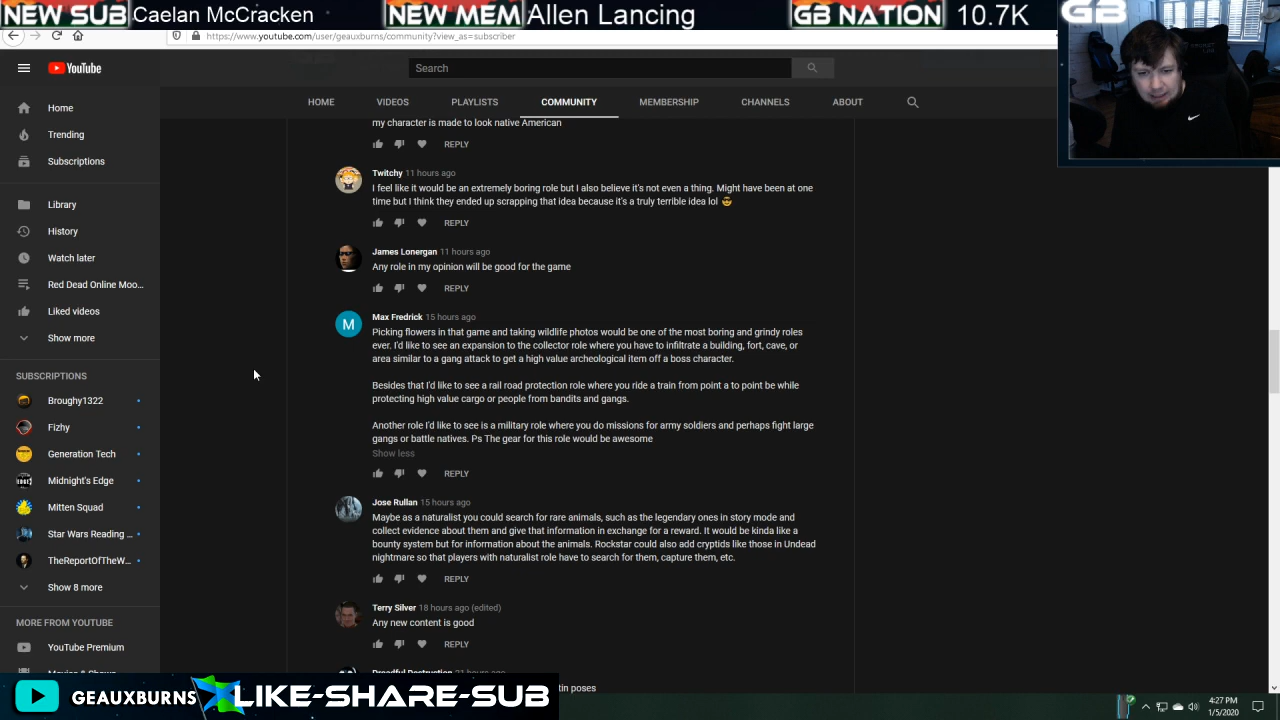 NEW SUB Caelan McCracken NEW MEM Allen Lancing GB NATION 10.7K GB
https://www.youtube.com/user/geauxburns/community?view_as=subscriber
YouTube
Search
HOME VIDEOS PLAYLISTS COMMUNITY MEMBERSHIP CHANNELS ABOUT
Home
Trending
Subscriptions
Library
History
Watch later
Red Dead Online Moo...
Liked videos
Show more
SUBSCRIPTIONS
Broughy1322
Fizhy
Generation Tech
Midnight's Edge
Mitten Squad
Star Wars Reading ...
TheReportOfTheW...
Show 8 more
MORE FROM YOUTUBE
YouTube Premium
my character is made to look native American
REPLY
Twitchy 11 hours ago
I feel like it would be an extremely boring role but I also believe it's not even a thing. Might have been at one
time but I think they ended up scrapping that idea because it's a truly terrible idea lol 😎
REPLY
James Lonergan 11 hours ago
Any role in my opinion will be good for the game
REPLY
M
Max Fredrick 15 hours ago
Picking flowers in that game and taking wildlife photos would be one of the most boring and grindy roles
ever. I'd like to see an expansion to the collector role where you have to infiltrate a building, fort, cave, or
area similar to a gang attack to get a high value archeological item off a boss character.
Besides that I'd like to see a rail road protection role where you ride a train from point a to point be while
protecting high value cargo or people from bandits and gangs.
Another role I'd like to see is a military role where you do missions for army soldiers and perhaps fight large
gangs or battle natives. Ps The gear for this role would be awesome
Show less
REPLY
Jose Rullan 15 hours ago
Maybe as a naturalist you could search for rare animals, such as the legendary ones in story mode and
collect evidence about them and give that information in exchange for a reward. It would be kinda like a
bounty system but for information about the animals. Rockstar could also add cryptids like those in Undead
nightmare so that players with naturalist role have to search for them, capture them, etc.
REPLY
Terry Silver 18 hours ago (edited)
Any new content is good
REPLY
Dreadful Destruction 21 hours ago
tin poses
GEAUXBURNS LIKE-SHARE-SUB
4:27 PM
1/5/2020